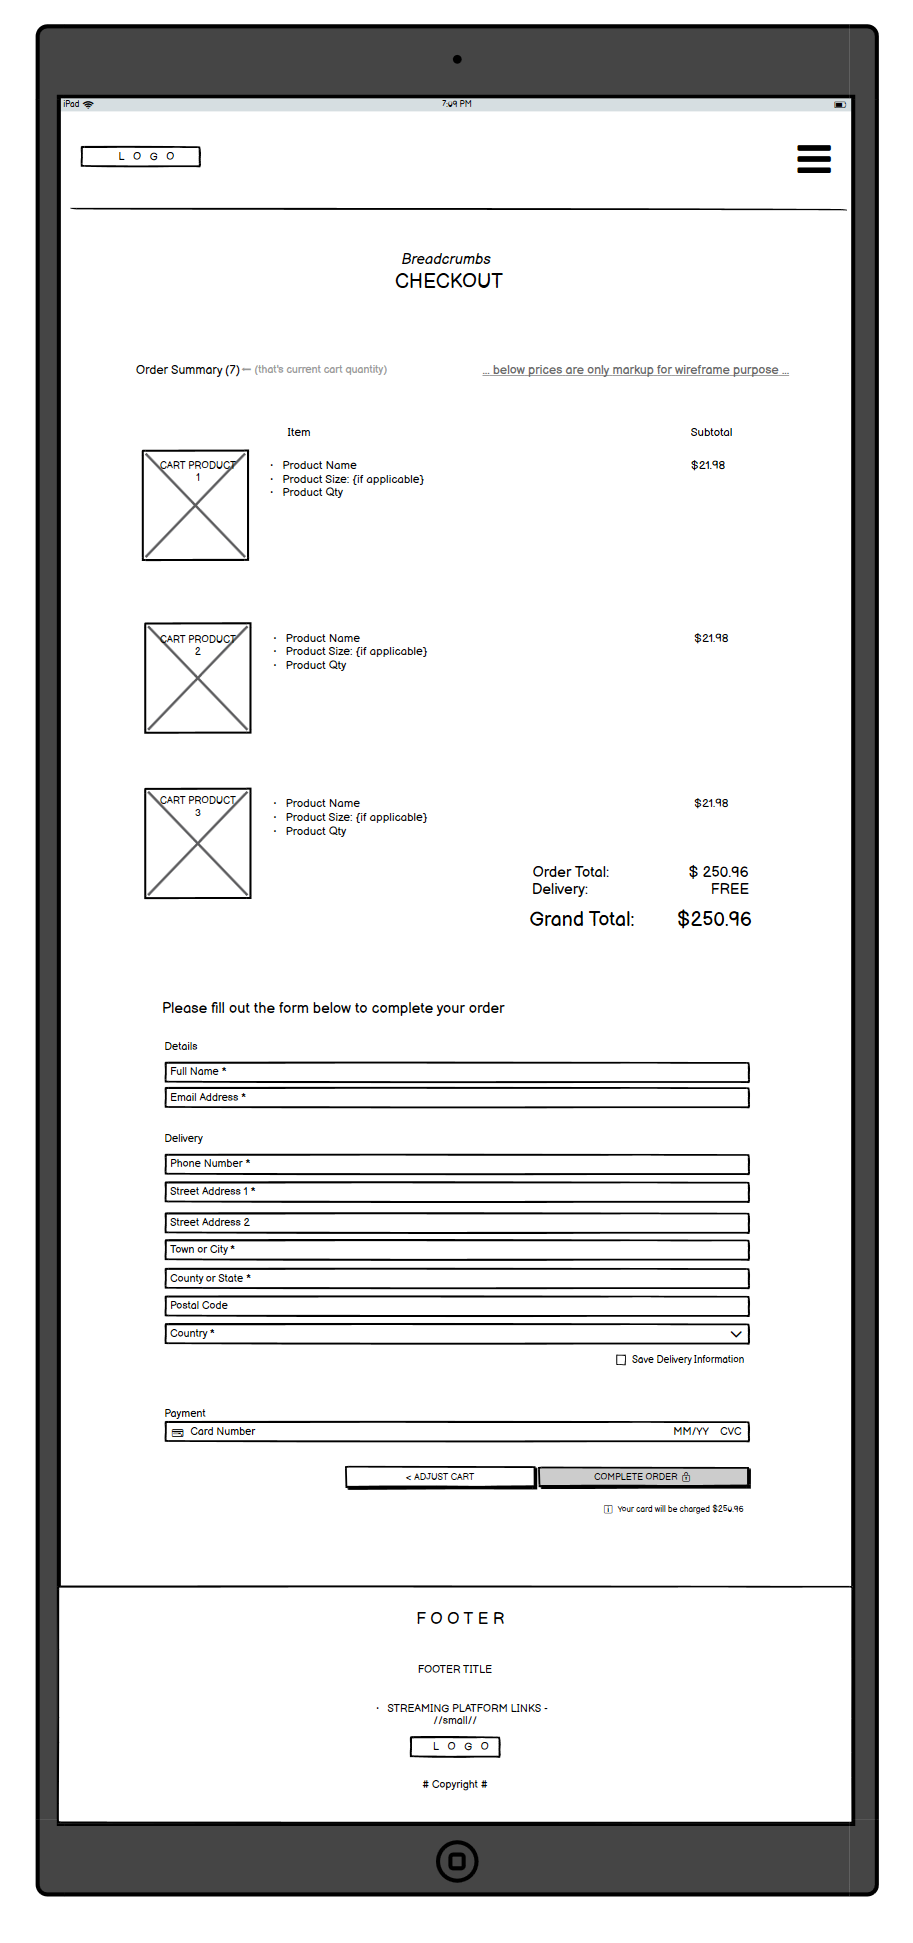 iPad
7:49 PM
LOGO
Breadcrumbs
CHECKOUT
Order Summary (7) (that's current cart quantity)
... below prices are only markup for wireframe purpose ...
Item Subtotal
CART PRODUCT
1
· Product Name $21.98
· Product Size: {if applicable}
· Product Qty
CART PRODUCT
2
· Product Name $21.98
· Product Size: {if applicable}
· Product Qty
CART PRODUCT
3
· Product Name $21.98
· Product Size: {if applicable}
· Product Qty
Order Total: $ 250.96
Delivery: FREE
Grand Total: $250.96
Please fill out the form below to complete your order
Details
Full Name *
Email Address *
Delivery
Phone Number *
Street Address 1 *
Street Address 2
Town or City *
County or State *
Postal Code
Country *
Save Delivery Information
Payment
Card Number MM/YY CVC
< ADJUST CART
COMPLETE ORDER
Your card will be charged $250.96
FOOTER
FOOTER TITLE
· STREAMING PLATFORM LINKS -
//small//
LOGO
# Copyright #